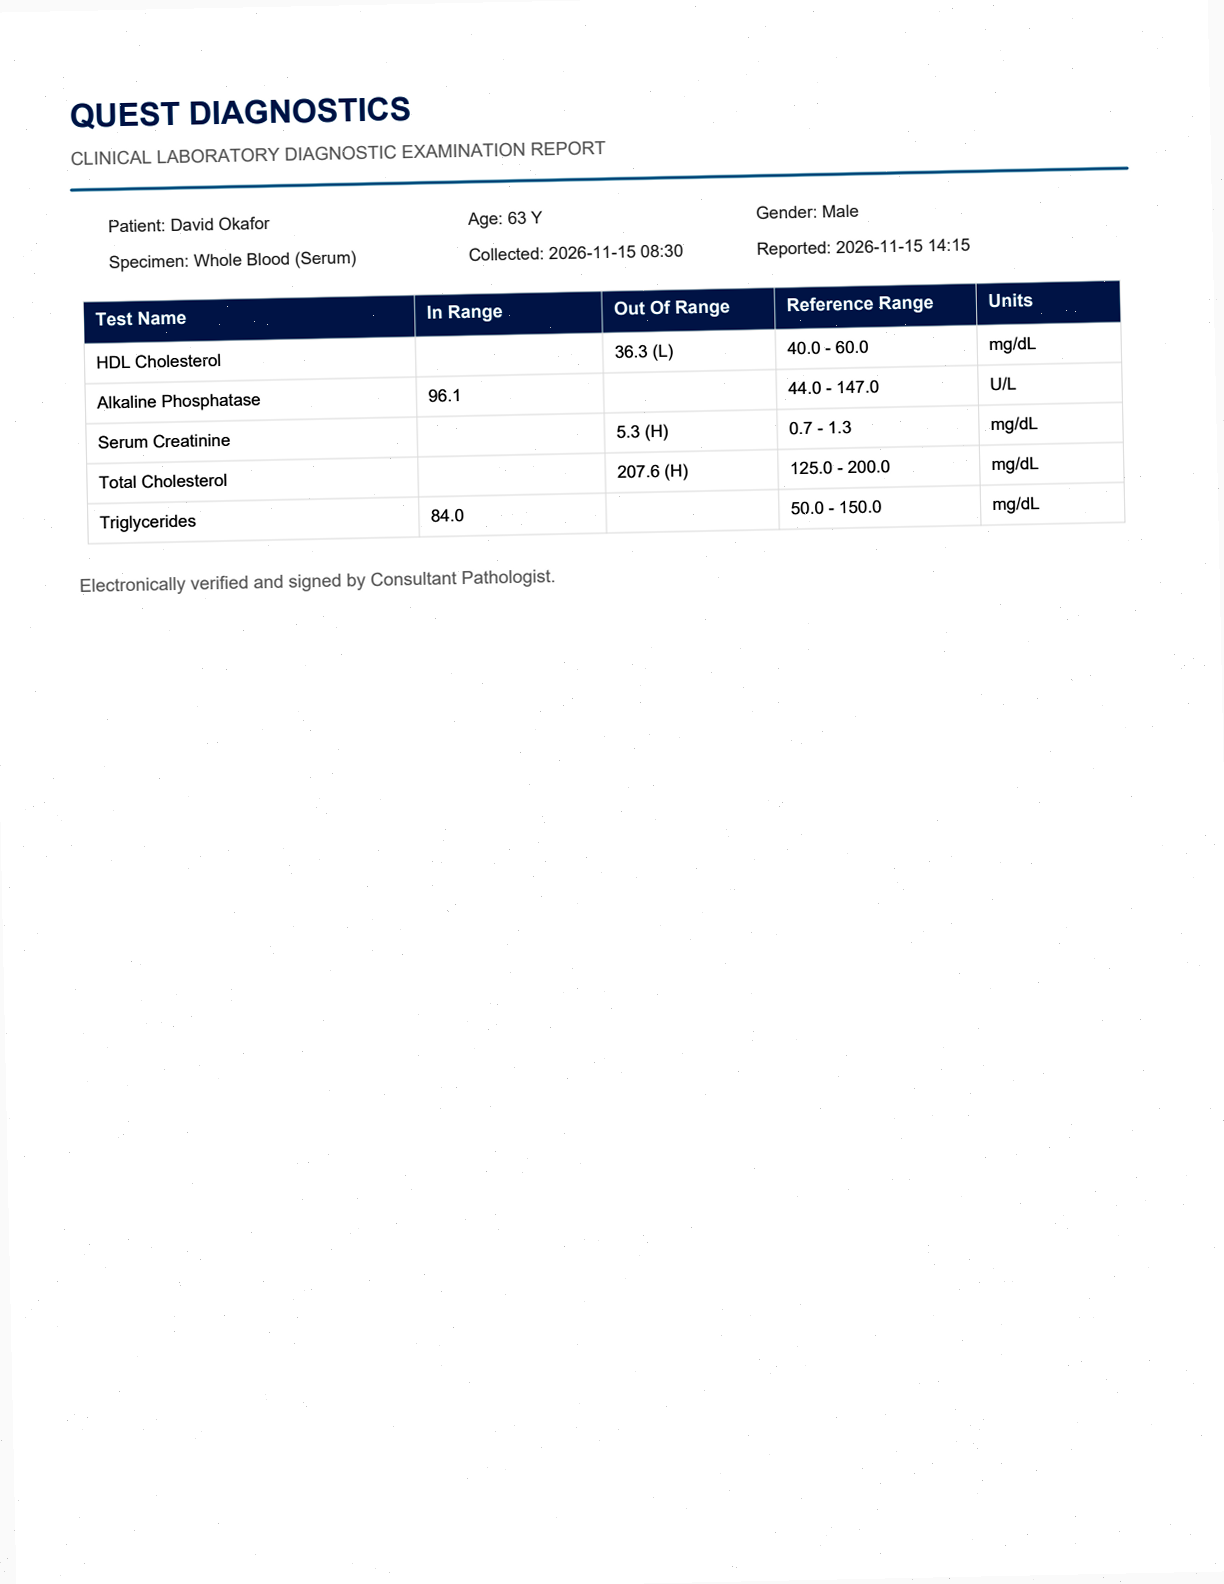 QUEST DIAGNOSTICS
CLINICAL LABORATORY DIAGNOSTIC EXAMINATION REPORT
Patient: David Okafor Age: 63 Y Gender: Male
Specimen: Whole Blood (Serum) Collected: 2026-11-15 08:30 Reported: 2026-11-15 14:15
Test Name In Range Out Of Range Reference Range Units
HDL Cholesterol 36.3 (L) 40.0 - 60.0 mg/dL
Alkaline Phosphatase 96.1 44.0 - 147.0 U/L
Serum Creatinine 5.3 (H) 0.7 - 1.3 mg/dL
Total Cholesterol 207.6 (H) 125.0 - 200.0 mg/dL
Triglycerides 84.0 50.0 - 150.0 mg/dL
Electronically verified and signed by Consultant Pathologist.